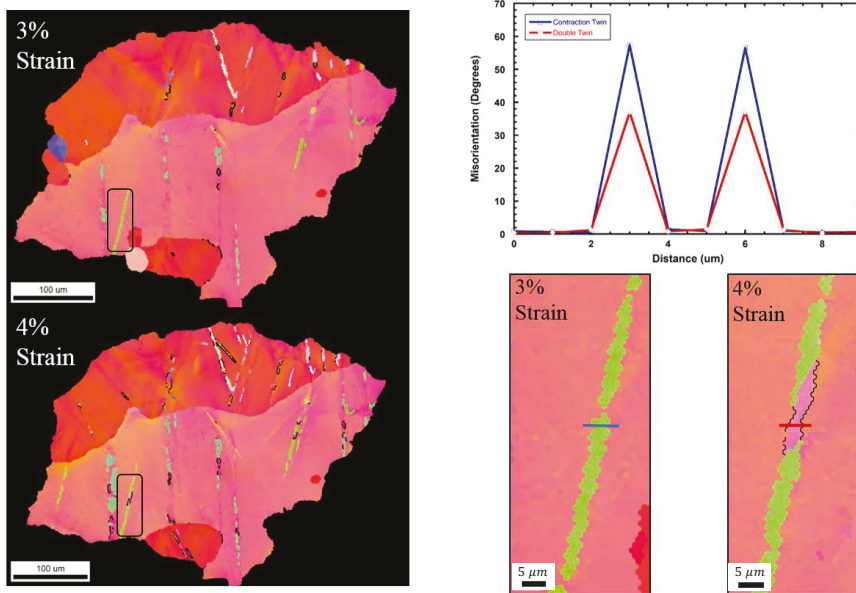 3%
Strain
100 um
4%
Strain
100 um
Misorientation (Degrees)
70
60
50
40
30
20
10
0
Contraction Twin
Double Twin
0
2
4
6
8
Distance (um)
3%
Strain
5 μm
4%
Strain
5 μm